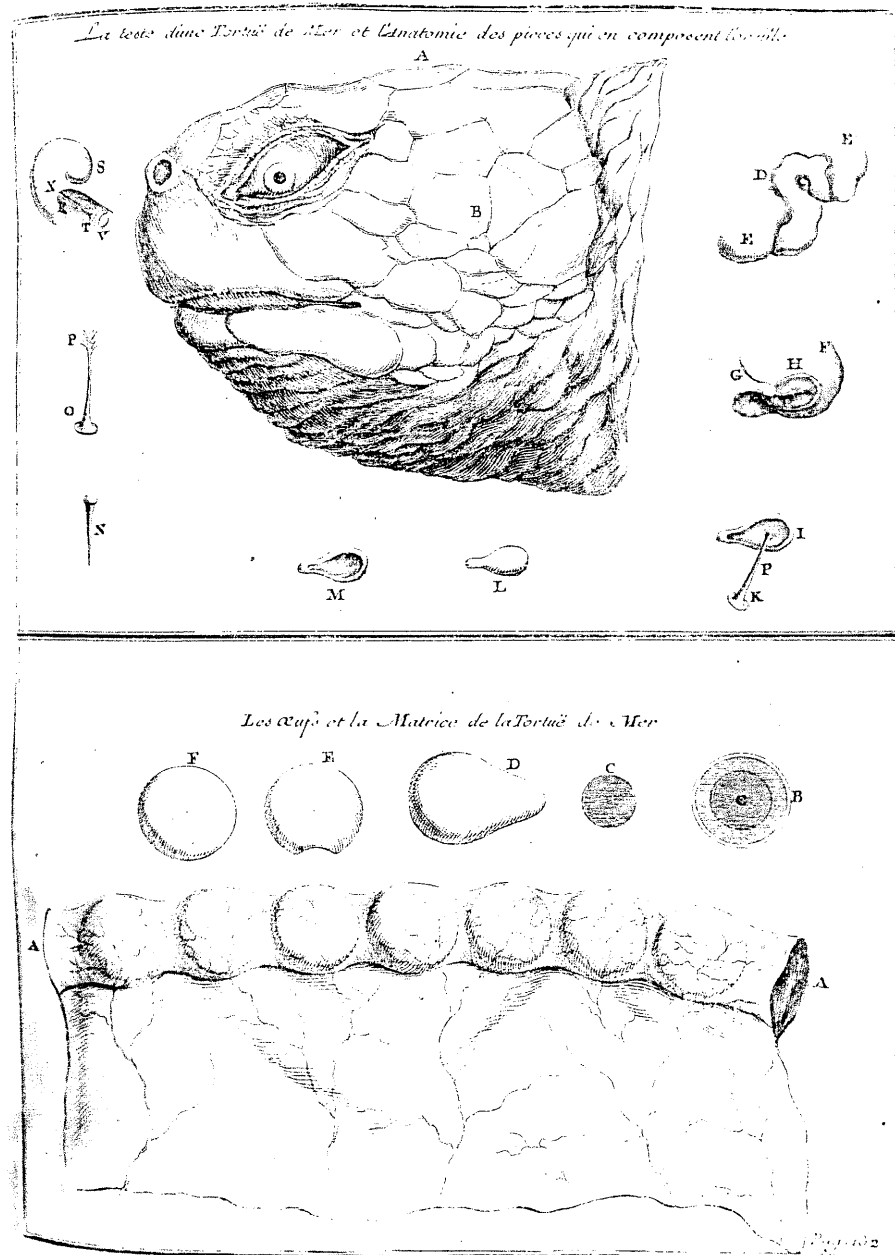 La teste d'une Tortuë de Mer et l'Anatomie des pieces qui en composent l'oreille
A
S
X
R
T
V
B
D
E
C
E
P
O
G
H
F
N
M
L
I
P
K
Les œufs et la Matrice de la Tortuë de Mer
F
E
D
C
C
B
A
A